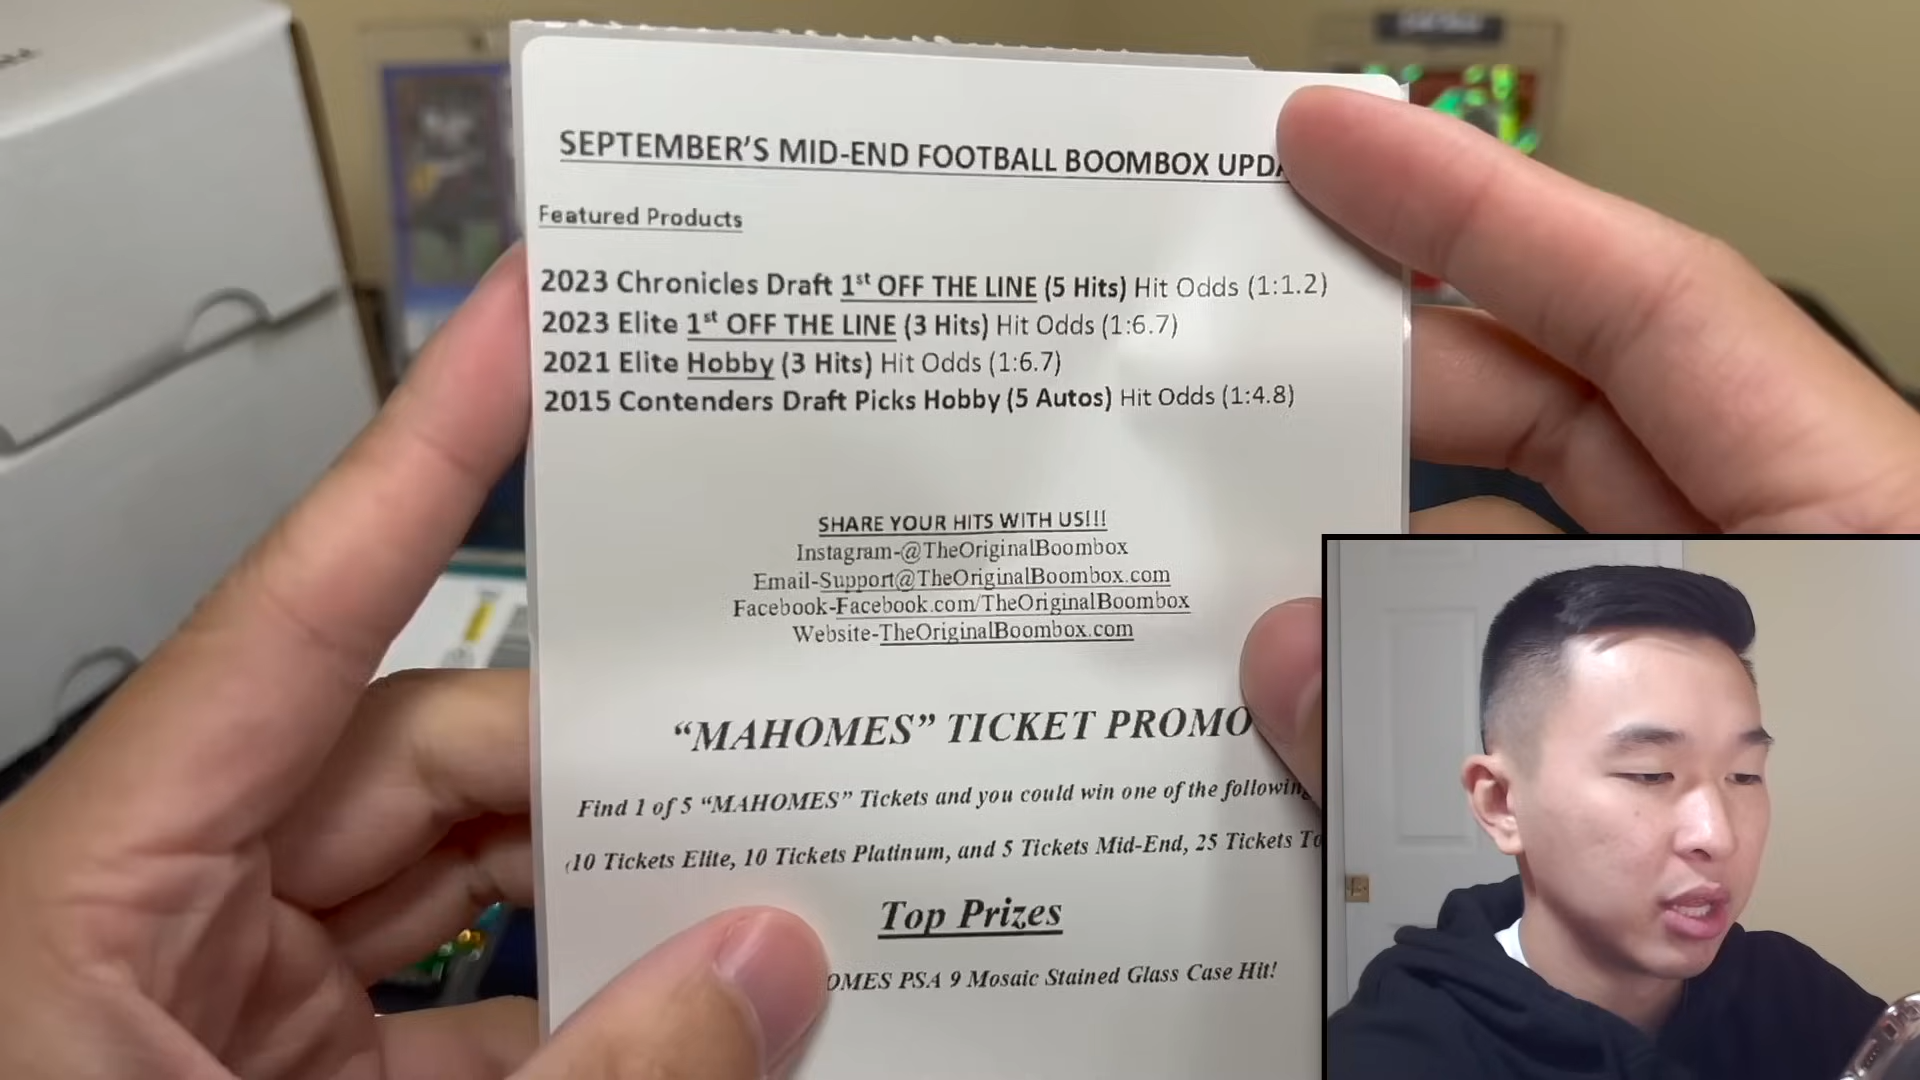 SEPTEMBER'S MID-END FOOTBALL BOOMBOX
Featured Products
2023 Chronicles Draft 1st OFF THE LINE (5 Hits) Hit Odds (1:1.2)
2023 Elite 1st OFF THE LINE (3 Hits) Hit Odds (1:6.7)
2021 Elite Hobby (3 Hits) Hit Odds (1:6.7)
2015 Contenders Draft Picks Hobby (5 Autos) Hit Odds (1:4.8)
SHARE YOUR HITS WITH US!!!
Instagram-@TheOriginalBoombox
Email-Support@TheOriginalBoombox.com
Facebook-Facebook.com/TheOriginalBoombox
Website-TheOriginalBoombox.com
“MAHOMES” TICKET PROMO
Find 1 of 5 “MAHOMES” Tickets and you could win one of the following
(10 Tickets Elite, 10 Tickets Platinum, and 5 Tickets Mid-End, 25 Tickets
Top Prizes
PSA 9 Mosaic Stained Glass Case Hit!